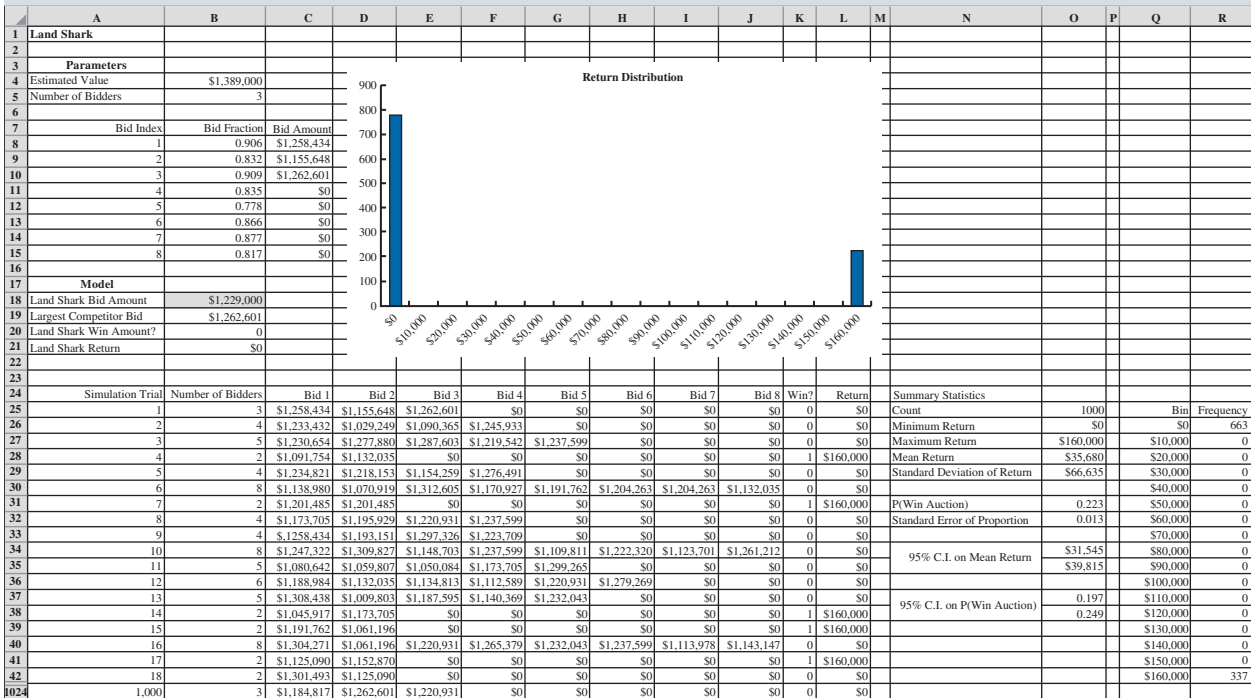 A B C D E F G H I J K L M N O P Q R
1 Land Shark
2
3 Parameters
4 Estimated Value $1,389,000
5 Number of Bidders 3
6
7 Bid Index Bid Fraction Bid Amount
8 1 0.906 $1,258,434
9 2 0.832 $1,155,648
10 3 0.909 $1,262,601
11 4 0.835 $0
12 5 0.778 $0
13 6 0.866 $0
14 7 0.877 $0
15 8 0.817 $0
16
17 Model
18 Land Shark Bid Amount $1,229,000
19 Largest Competitor Bid $1,262,601
20 Land Shark Win Amount? 0
21 Land Shark Return $0
22
23
Return Distribution
900
800
700
600
500
400
300
200
100
0
$0 $10,000 $20,000 $30,000 $40,000 $50,000 $60,000 $70,000 $80,000 $90,000 $100,000 $110,000 $120,000 $130,000 $140,000 $150,000 $160,000
24 Simulation Trial Number of Bidders Bid 1 Bid 2 Bid 3 Bid 4 Bid 5 Bid 6 Bid 7 Bid 8 Win? Return Summary Statistics
25 1 3 $1,258,434 $1,155,648 $1,262,601 $0 $0 $0 $0 $0 0 $0 Count 1000 Bin Frequency
26 2 4 $1,233,432 $1,029,249 $1,090,365 $1,245,933 $0 $0 $0 $0 0 $0 Minimum Return $0 $0 663
27 3 5 $1,230,654 $1,277,880 $1,287,603 $1,219,542 $1,237,599 $0 $0 $0 0 $0 Maximum Return $160,000 $10,000 0
28 4 2 $1,091,754 $1,132,035 $0 $0 $0 $0 $0 $0 1 $160,000 Mean Return $35,680 $20,000 0
29 5 4 $1,234,821 $1,218,153 $1,154,259 $1,276,491 $0 $0 $0 $0 0 $0 Standard Deviation of Return $66,635 $30,000 0
30 6 8 $1,138,980 $1,070,919 $1,312,605 $1,170,927 $1,191,762 $1,204,263 $1,204,263 $1,132,035 0 $0 $40,000 0
31 7 2 $1,201,485 $1,201,485 $0 $0 $0 $0 $0 $0 1 $160,000 P(Win Auction) 0.223 $50,000 0
32 8 4 $1,173,705 $1,195,929 $1,220,931 $1,237,599 $0 $0 $0 $0 0 $0 Standard Error of Proportion 0.013 $60,000 0
33 9 4 $,1258,434 $1,193,151 $1,297,326 $1,223,709 $0 $0 $0 $0 0 $0 $70,000 0
34 10 8 $1,247,322 $1,309,827 $1,148,703 $1,237,599 $1,109,811 $1,222,320 $1,123,701 $1,261,212 0 $0 95% C.I. on Mean Return $31,545 $80,000 0
35 11 5 $1,080,642 $1,059,807 $1,050,084 $1,173,705 $1,299,265 $0 $0 $0 0 $0 $39,815 $90,000 0
36 12 6 $1,188,984 $1,132,035 $1,134,813 $1,112,589 $1,220,931 $1,279,269 $0 $0 0 $0 $100,000 0
37 13 5 $1,308,438 $1,009,803 $1,187,595 $1,140,369 $1,232,043 $0 $0 $0 0 $0 95% C.I. on P(Win Auction) 0.197 $110,000 0
38 14 2 $1,045,917 $1,173,705 $0 $0 $0 $0 $0 $0 1 $160,000 0.249 $120,000 0
39 15 2 $1,191,762 $1,061,196 $0 $0 $0 $0 $0 $0 1 $160,000 $130,000 0
40 16 8 $1,304,271 $1,061,196 $1,220,931 $1,265,379 $1,232,043 $1,237,599 $1,113,978 $1,143,147 0 $0 $140,000 0
41 17 2 $1,125,090 $1,152,870 $0 $0 $0 $0 $0 $0 1 $160,000 $150,000 0
42 18 2 $1,301,493 $1,125,090 $0 $0 $0 $0 $0 $0 0 $0 $160,000 337
1024 1,000 3 $1,184,817 $1,262,601 $1,220,931 $0 $0 $0 $0 $0 0 $0